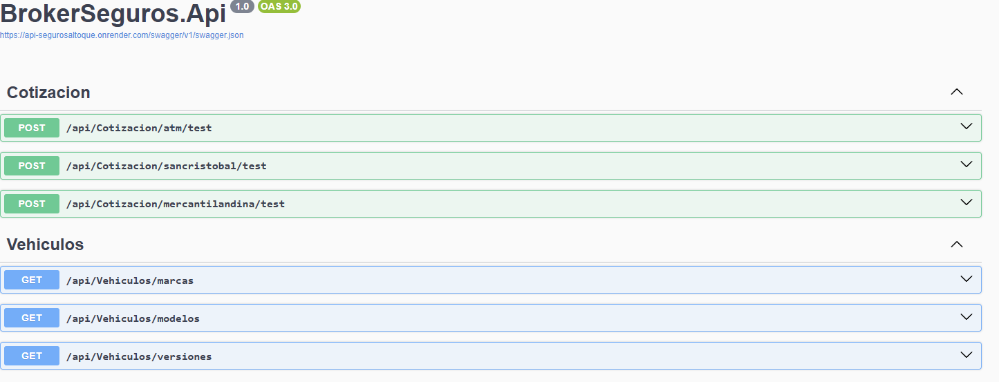 BrokerSeguros.Api 1.0 OAS 3.0
https://api-segurosaltoque.onrender.com/swagger/v1/swagger.json
Cotizacion
POST /api/Cotizacion/atm/test
POST /api/Cotizacion/sancristobal/test
POST /api/Cotizacion/mercantilandina/test
Vehiculos
GET /api/Vehiculos/marcas
GET /api/Vehiculos/modelos
GET /api/Vehiculos/versiones